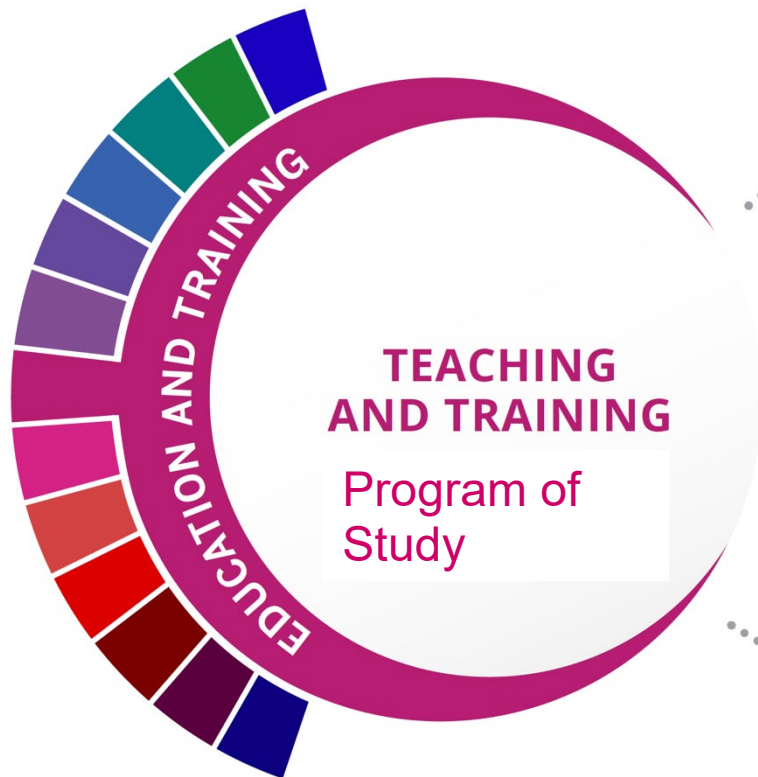 EDUCATION AND TRAINING
TEACHING
AND TRAINING
Program of
Study